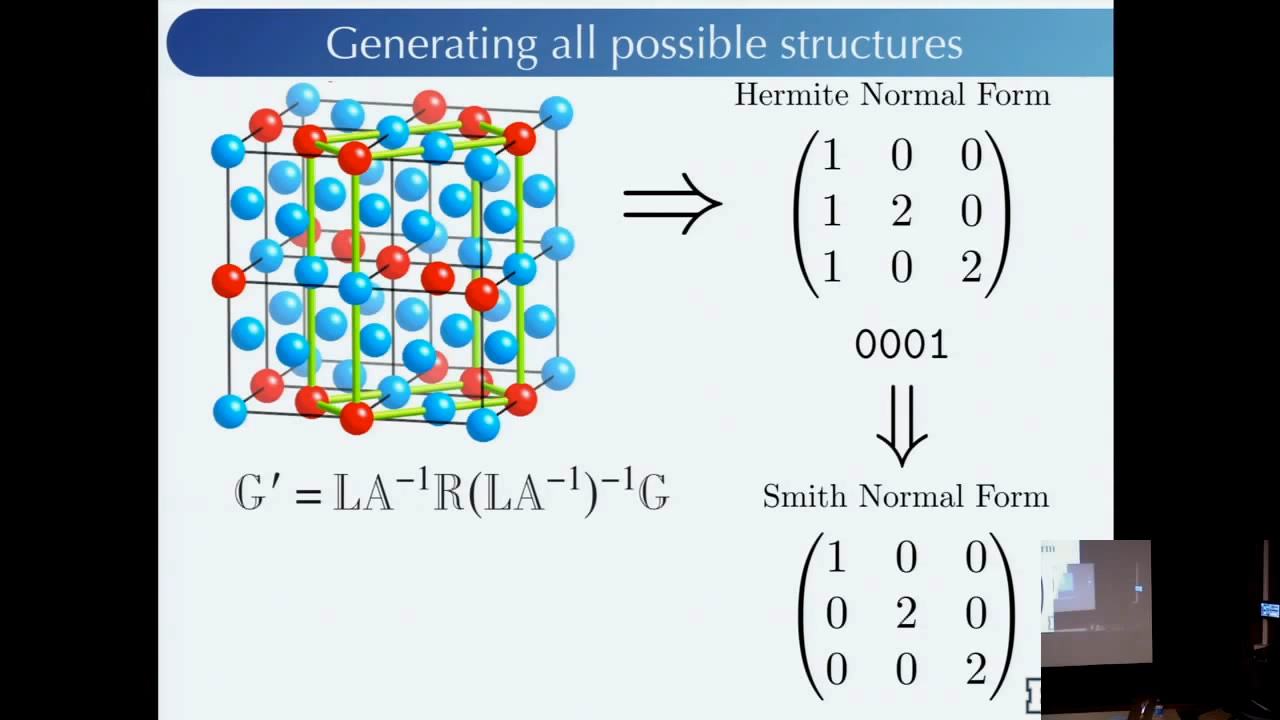 Generating all possible structures
Hermite Normal Form
1 0 0
1 2 0
1 0 2
0001
𝔾′ = 𝕃𝔸⁻¹ℝ(𝕃𝔸⁻¹)⁻¹𝔾
Smith Normal Form
1 0 0
0 2 0
0 0 2